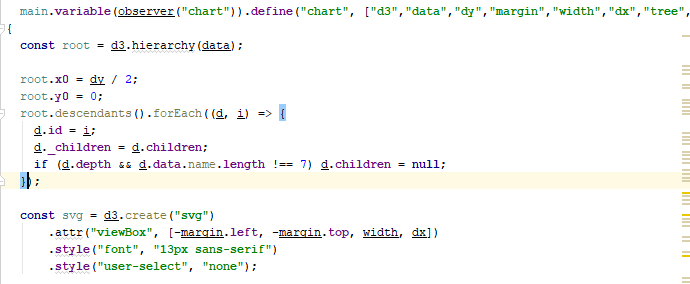 main.variable(observer("chart")).define("chart", ["d3","data","dy","margin","width","dx","tree",
{
const root = d3.hierarchy(data);
root.x0 = dy / 2;
root.y0 = 0;
root.descendants().forEach((d, i) => {
d.id = i;
d._children = d.children;
if (d.depth && d.data.name.length !== 7) d.children = null;
});
const svg = d3.create("svg")
.attr("viewBox", [-margin.left, -margin.top, width, dx])
.style("font", "13px sans-serif")
.style("user-select", "none");